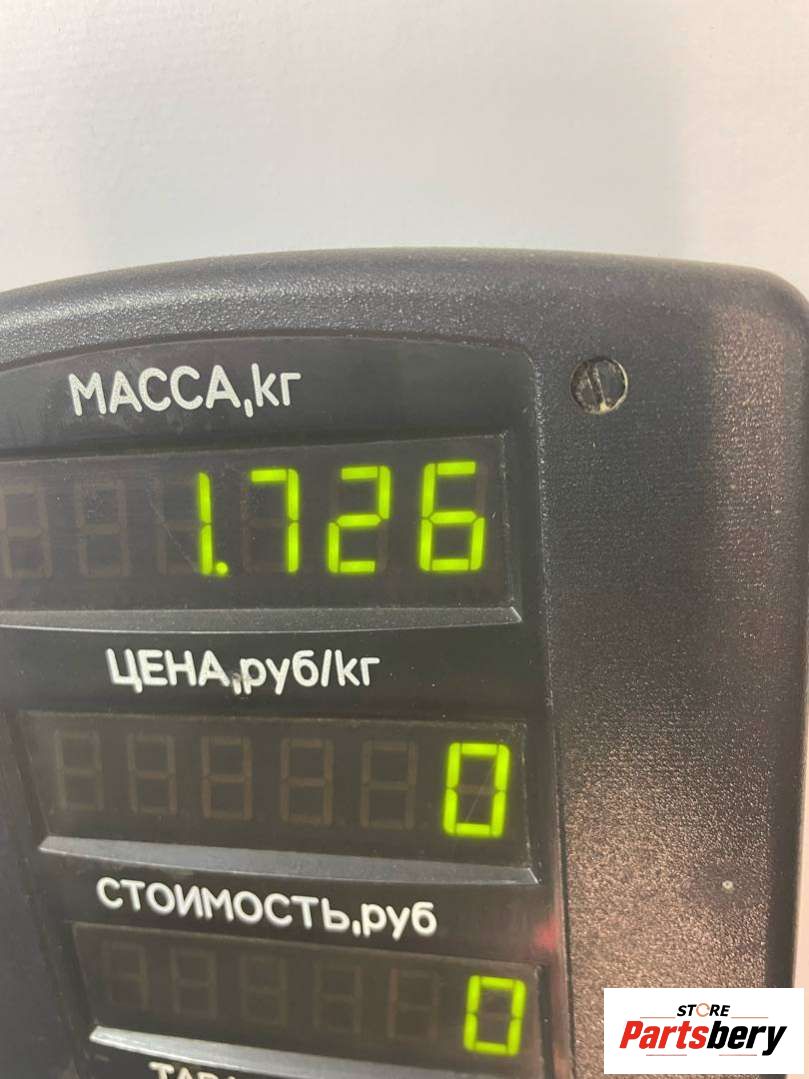 МАССА,кг
1.726
ЦЕНА,руб/кг
0
СТОИМОСТЬ,руб
0
STORE
Partsbery